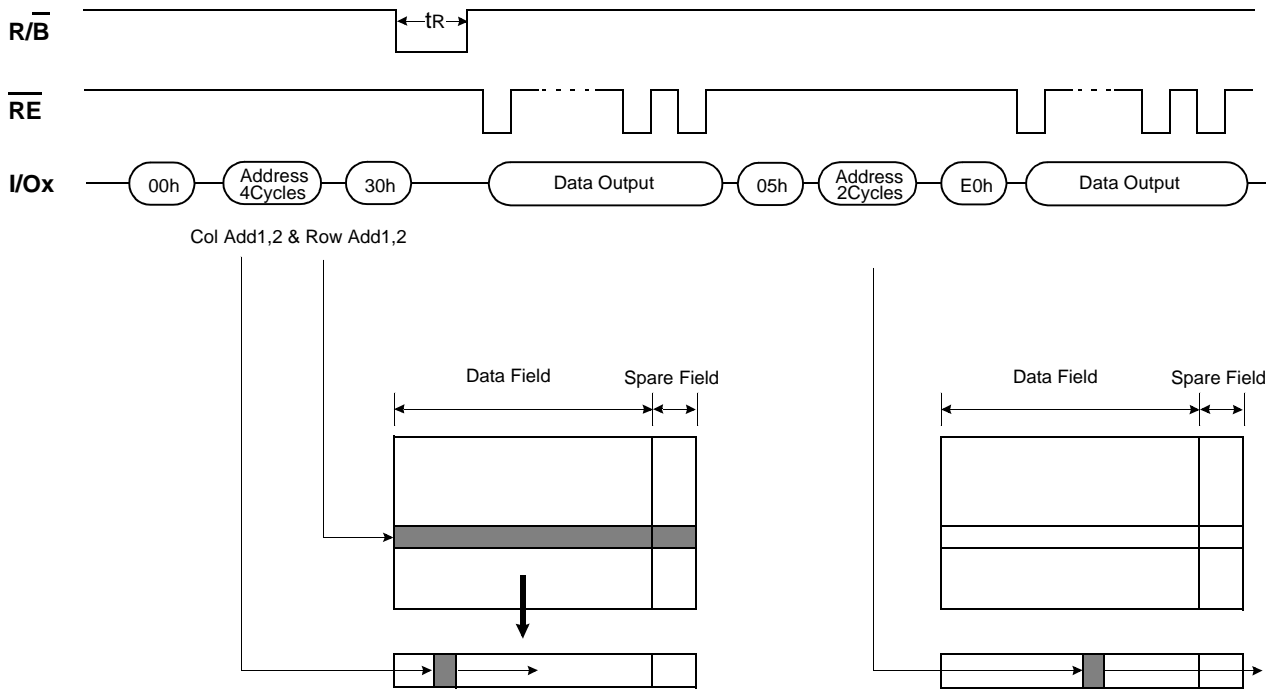 R/B̅
tR
R̅E̅
I/Ox
00h
Address
4Cycles
30h
Data Output
05h
Address
2Cycles
E0h
Data Output
Col Add1,2 & Row Add1,2
Data Field
Spare Field
Data Field
Spare Field